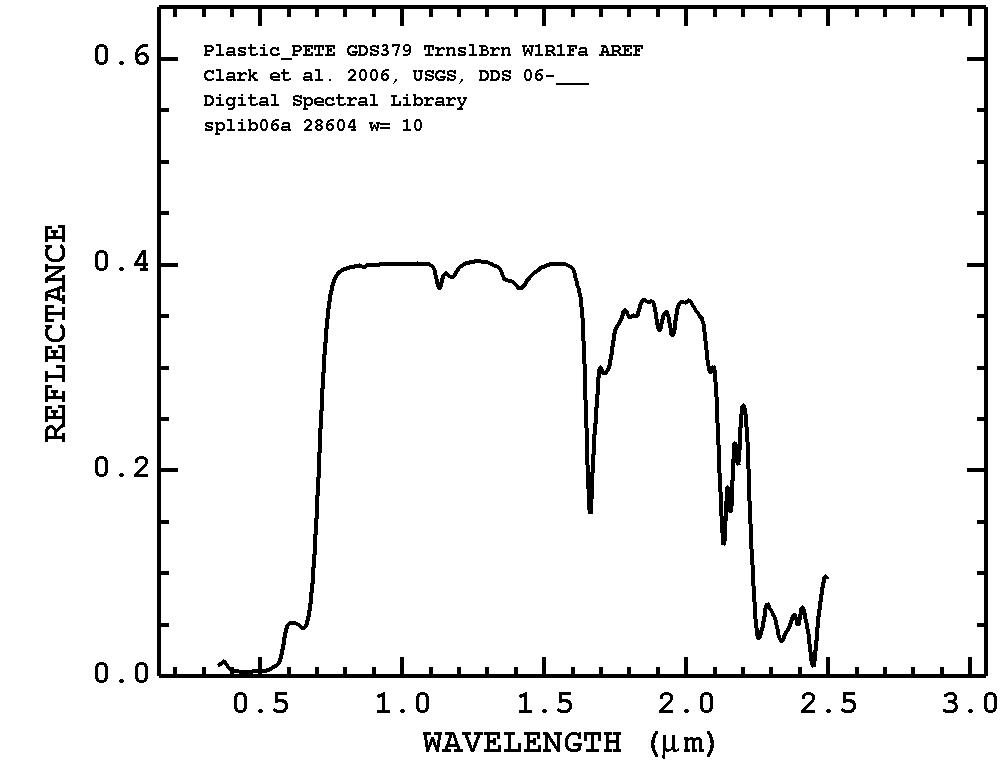 Plastic_PETE GDS379 TrnslBrn W1R1Fa AREF
Clark et al. 2006, USGS, DDS 06-___
Digital Spectral Library
splib06a 28604 w= 10
0.6
0.4
0.2
0.0
REFLECTANCE
0.5 1.0 1.5 2.0 2.5 3.0
WAVELENGTH (μm)